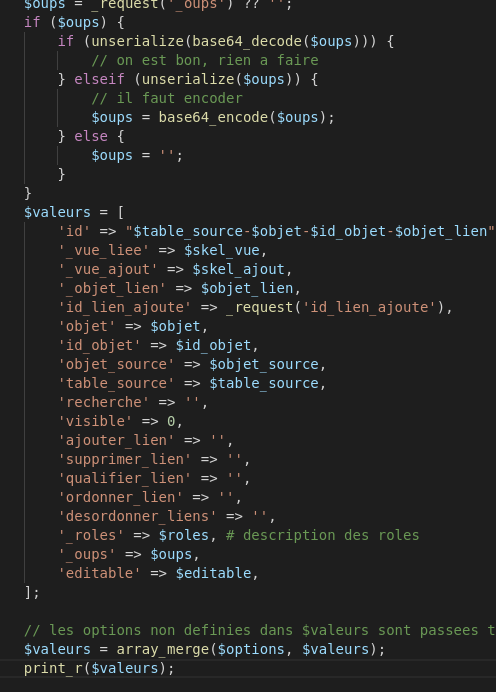 $oups = _request('_oups') ?? '';
if ($oups) {
    if (unserialize(base64_decode($oups))) {
        // on est bon, rien a faire
    } elseif (unserialize($oups)) {
        // il faut encoder
        $oups = base64_encode($oups);
    } else {
        $oups = '';
    }
}
$valeurs = [
    'id' => "$table_source-$objet-$id_objet-$objet_lien"
    '_vue_liee' => $skel_vue,
    '_vue_ajout' => $skel_ajout,
    '_objet_lien' => $objet_lien,
    'id_lien_ajoute' => _request('id_lien_ajoute'),
    'objet' => $objet,
    'id_objet' => $id_objet,
    'objet_source' => $objet_source,
    'table_source' => $table_source,
    'recherche' => '',
    'visible' => 0,
    'ajouter_lien' => '',
    'supprimer_lien' => '',
    'qualifier_lien' => '',
    'ordonner_lien' => '',
    'desordonner_liens' => '',
    '_roles' => $roles, # description des roles
    '_oups' => $oups,
    'editable' => $editable,
];
// les options non definies dans $valeurs sont passees t
$valeurs = array_merge($options, $valeurs);
print_r($valeurs);